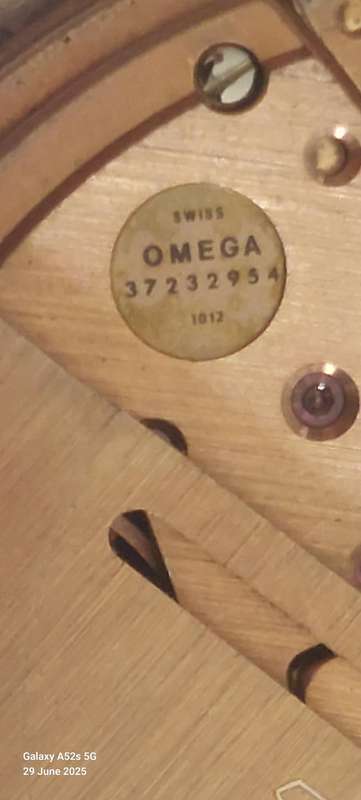 SWISS
OMEGA
37232954
1012
Galaxy A52s 5G
29 June 2025